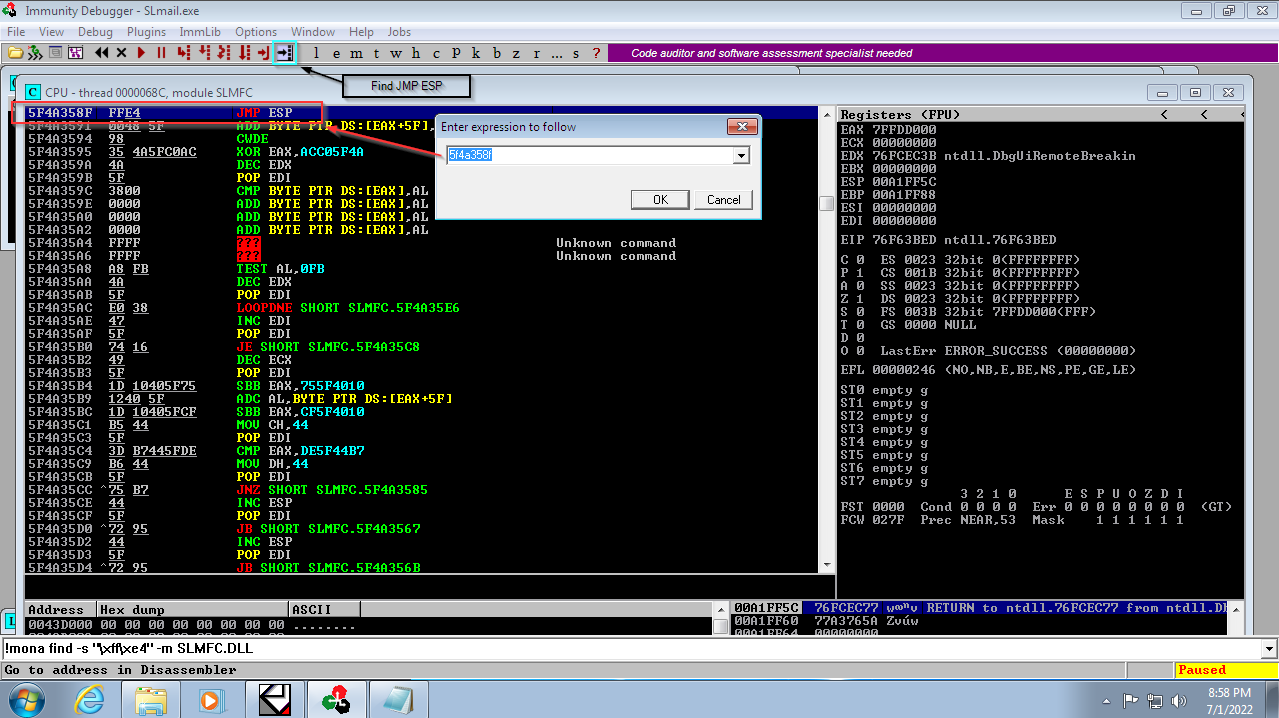 Immunity Debugger - SLmail.exe
File View Debug Plugins ImmLib Options Window Help Jobs
l e m t w h c p k b z r ... s ?
Code auditor and software assessment specialist needed
Find JMP ESP
CPU - thread 0000068C, module SLMFC
5F4A358F FFE4 JMP ESP
5F4A3591 0048 5F ADD BYTE PTR DS:[EAX+5F],
5F4A3594 98 CWDE
5F4A3595 35 4A5FC0AC XOR EAX,ACC05F4A
5F4A359A 4A DEC EDX
5F4A359B 5F POP EDI
5F4A359C 3800 CMP BYTE PTR DS:[EAX],AL
5F4A359E 0000 ADD BYTE PTR DS:[EAX],AL
5F4A35A0 0000 ADD BYTE PTR DS:[EAX],AL
5F4A35A2 0000 ADD BYTE PTR DS:[EAX],AL
5F4A35A4 FFFF ??? Unknown command
5F4A35A6 FFFF ??? Unknown command
5F4A35A8 A8 FB TEST AL,0FB
5F4A35AA 4A DEC EDX
5F4A35AB 5F POP EDI
5F4A35AC E0 38 LOOPDNE SHORT SLMFC.5F4A35E6
5F4A35AE 47 INC EDI
5F4A35AF 5F POP EDI
5F4A35B0 74 16 JE SHORT SLMFC.5F4A35C8
5F4A35B2 49 DEC ECX
5F4A35B3 5F POP EDI
5F4A35B4 1D 10405F75 SBB EAX,755F4010
5F4A35B9 1240 5F ADC AL,BYTE PTR DS:[EAX+5F]
5F4A35BC 1D 10405FCF SBB EAX,CF5F4010
5F4A35C1 B5 44 MOV CH,44
5F4A35C3 5F POP EDI
5F4A35C4 3D B7445FDE CMP EAX,DE5F44B7
5F4A35C9 B6 44 MOV DH,44
5F4A35CB 5F POP EDI
5F4A35CC ^75 B7 JNZ SHORT SLMFC.5F4A3585
5F4A35CE 44 INC ESP
5F4A35CF 5F POP EDI
5F4A35D0 ^72 95 JB SHORT SLMFC.5F4A3567
5F4A35D2 44 INC ESP
5F4A35D3 5F POP EDI
5F4A35D4 ^72 95 JB SHORT SLMFC.5F4A356B
Enter expression to follow
5f4a358f
OK Cancel
Registers (FPU) < < <
EAX 7FFDD000
ECX 00000000
EDX 76FCEC3B ntdll.DbgUiRemoteBreakin
EBX 00000000
ESP 00A1FF5C
EBP 00A1FF88
ESI 00000000
EDI 00000000
EIP 76F63BED ntdll.76F63BED
C 0 ES 0023 32bit 0(FFFFFFFF)
P 1 CS 001B 32bit 0(FFFFFFFF)
A 0 SS 0023 32bit 0(FFFFFFFF)
Z 1 DS 0023 32bit 0(FFFFFFFF)
S 0 FS 003B 32bit 7FFDD000(FFF)
T 0 GS 0000 NULL
D 0
O 0 LastErr ERROR_SUCCESS (00000000)
EFL 00000246 (NO,NB,E,BE,NS,PE,GE,LE)
ST0 empty g
ST1 empty g
ST2 empty g
ST3 empty g
ST4 empty g
ST5 empty g
ST6 empty g
ST7 empty g
3 2 1 0 E S P U O Z D I
FST 0000 Cond 0 0 0 0 Err 0 0 0 0 0 0 0 0 (GT)
FCW 027F Prec NEAR,53 Mask 1 1 1 1 1 1
Address Hex dump ASCII
0043D000 00 00 00 00 00 00 00 00 ........
00A1FF5C 76FCEC77 RETURN to ntdll.76FCEC77 from ntdll.Db
00A1FF60 77A3765A Zvúw
00A1FF64 00000000
!mona find -s "\xff\xe4" -m SLMFC.DLL
Go to address in Disassembler
Paused
8:58 PM
7/1/2022